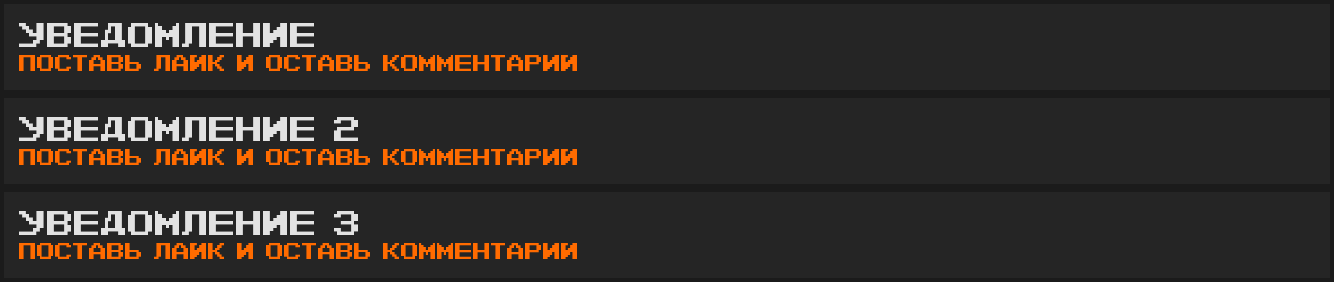 УВЕДОМЛЕНИЕ
ПОСТАВЬ ЛАЙК И ОСТАВЬ КОММЕНТАРИЙ
УВЕДОМЛЕНИЕ 2
ПОСТАВЬ ЛАЙК И ОСТАВЬ КОММЕНТАРИЙ
УВЕДОМЛЕНИЕ 3
ПОСТАВЬ ЛАЙК И ОСТАВЬ КОММЕНТАРИЙ